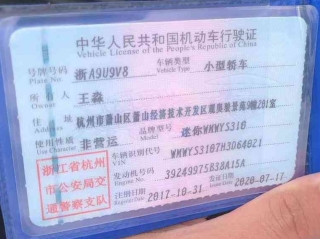 中华人民共和国机动车行驶证
Vehicle License of the People's Republic of China
号牌号码 浙A9U9V8 车辆类型 小型轿车
Plate No. Vehicle Type
所有人 王淼
Owner
住址 杭州市萧山区萧山经济技术开发区
Address
使用性质 非营运 品牌型号 迷你WMWYS310
Use Character Model
浙江省杭州
市公安局交
通警察支队
车辆识别代号
VIN
发动机号码 39249975B38A15A
Engine No.
注册日期 2017-10-31 发证日期 2020-07-11
Register Date Issue Date